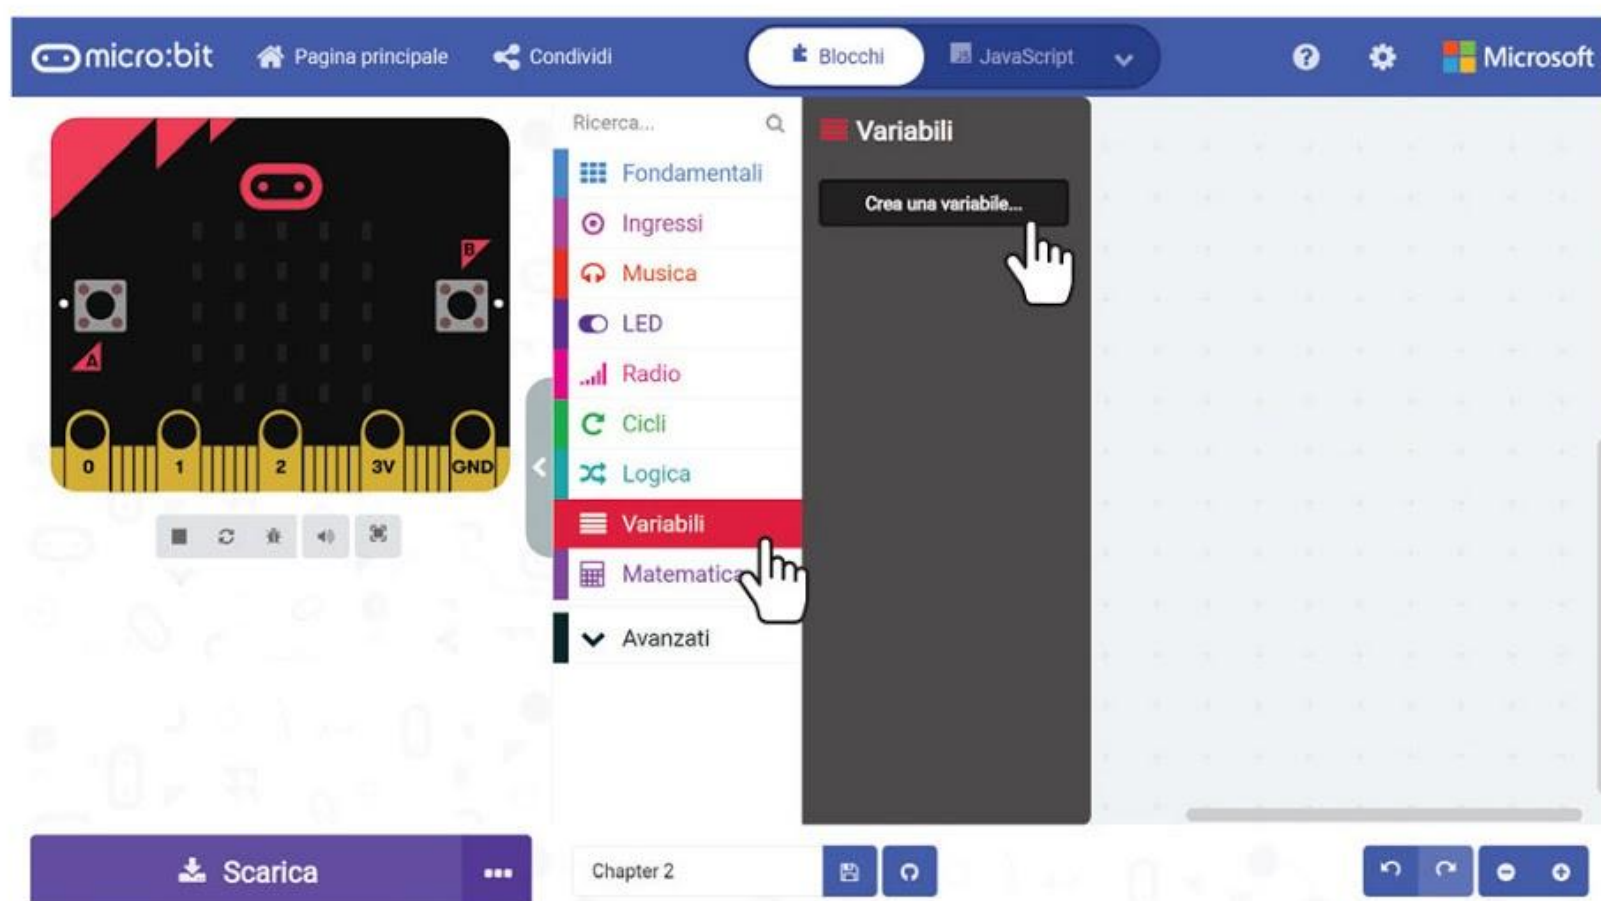 micro:bit
Pagina principale
Condividi
Blocchi
JavaScript
Microsoft
B
A
0 1 2 3V GND
Ricerca...
Fondamentali
Ingressi
Musica
LED
Radio
Cicli
Logica
Variabili
Matematica
Avanzati
Variabili
Crea una variabile...
Scarica
Chapter 2